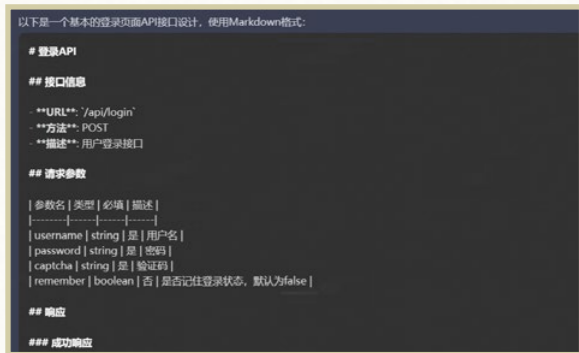 以下是一个基本的登录页面API接口设计，使用Markdown格式：
# 登录API
## 接口信息
- **URL**: `/api/login`
- **方法**: POST
- **描述**: 用户登录接口
## 请求参数
| 参数名 | 类型 | 必填 | 描述 |
|--------|------|------|------|
| username | string | 是 | 用户名 |
| password | string | 是 | 密码 |
| captcha | string | 是 | 验证码 |
| remember | boolean | 否 | 是否记住登录状态，默认为false |
## 响应
### 成功响应